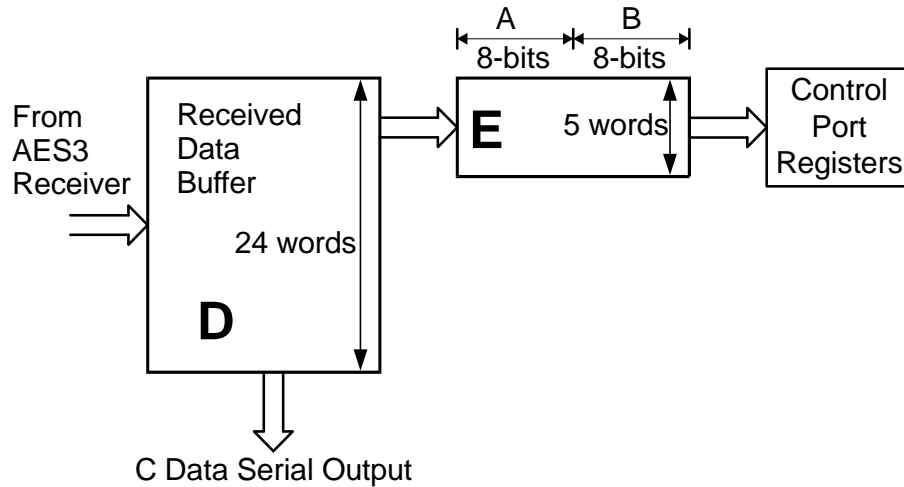 A
B
8-bits
8-bits
From
AES3
Receiver
Received
Data
Buffer
24 words
D
E
5 words
Control
Port
Registers
C Data Serial Output